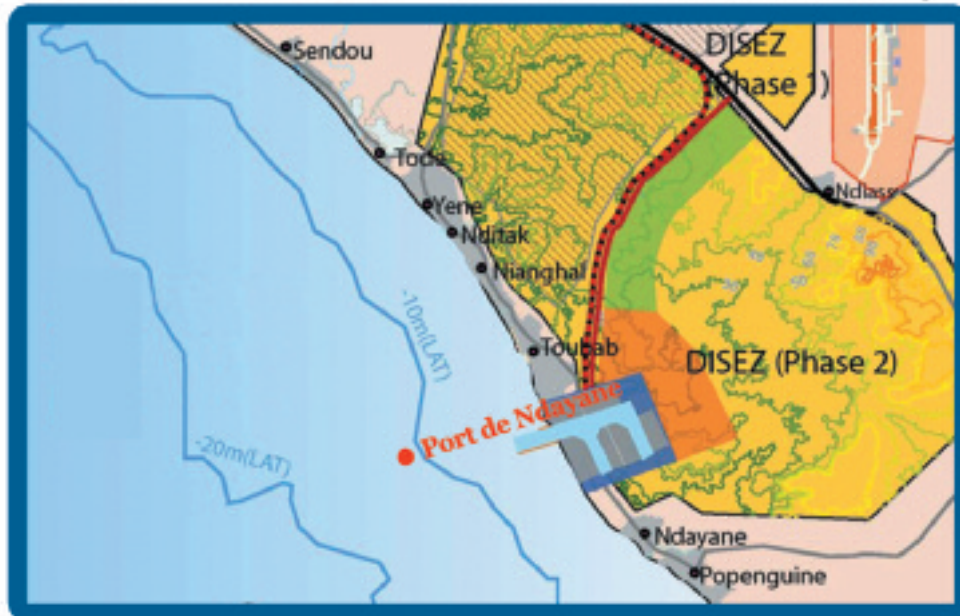 Sendou
DISEZ
(Phase 1)
Toda
Ndiass
Yene
Nditak
Nianghal
-10m(LAT)
Toubab
DISEZ (Phase 2)
Port de Ndayane
-20m(LAT)
Ndayane
Popenguine